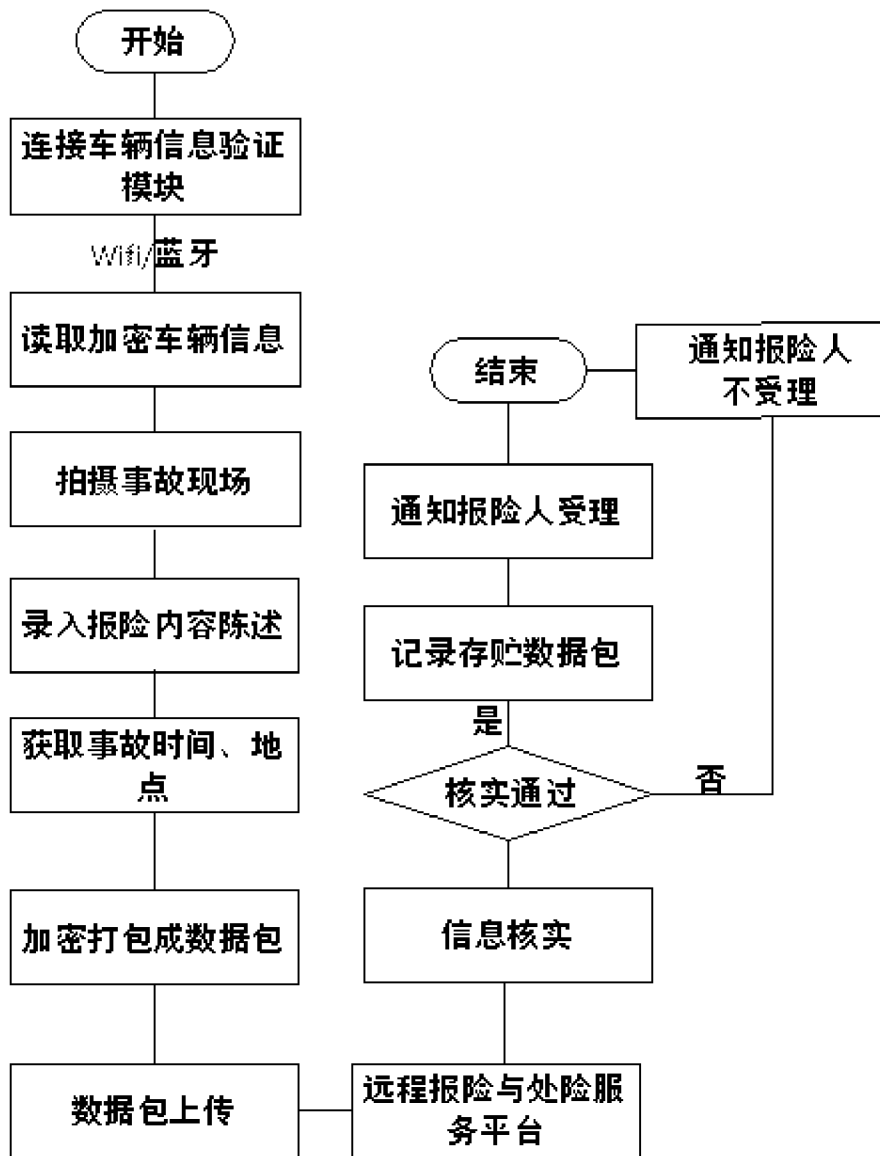 开始
连接车辆信息验证
模块
Wifi/蓝牙
读取加密车辆信息
拍摄事故现场
录入报险内容陈述
获取事故时间、地
点
加密打包成数据包
数据包上传
远程报险与处险服
务平台
信息核实
核实通过
是
否
记录存贮数据包
通知报险人受理
通知报险人
不受理
结束